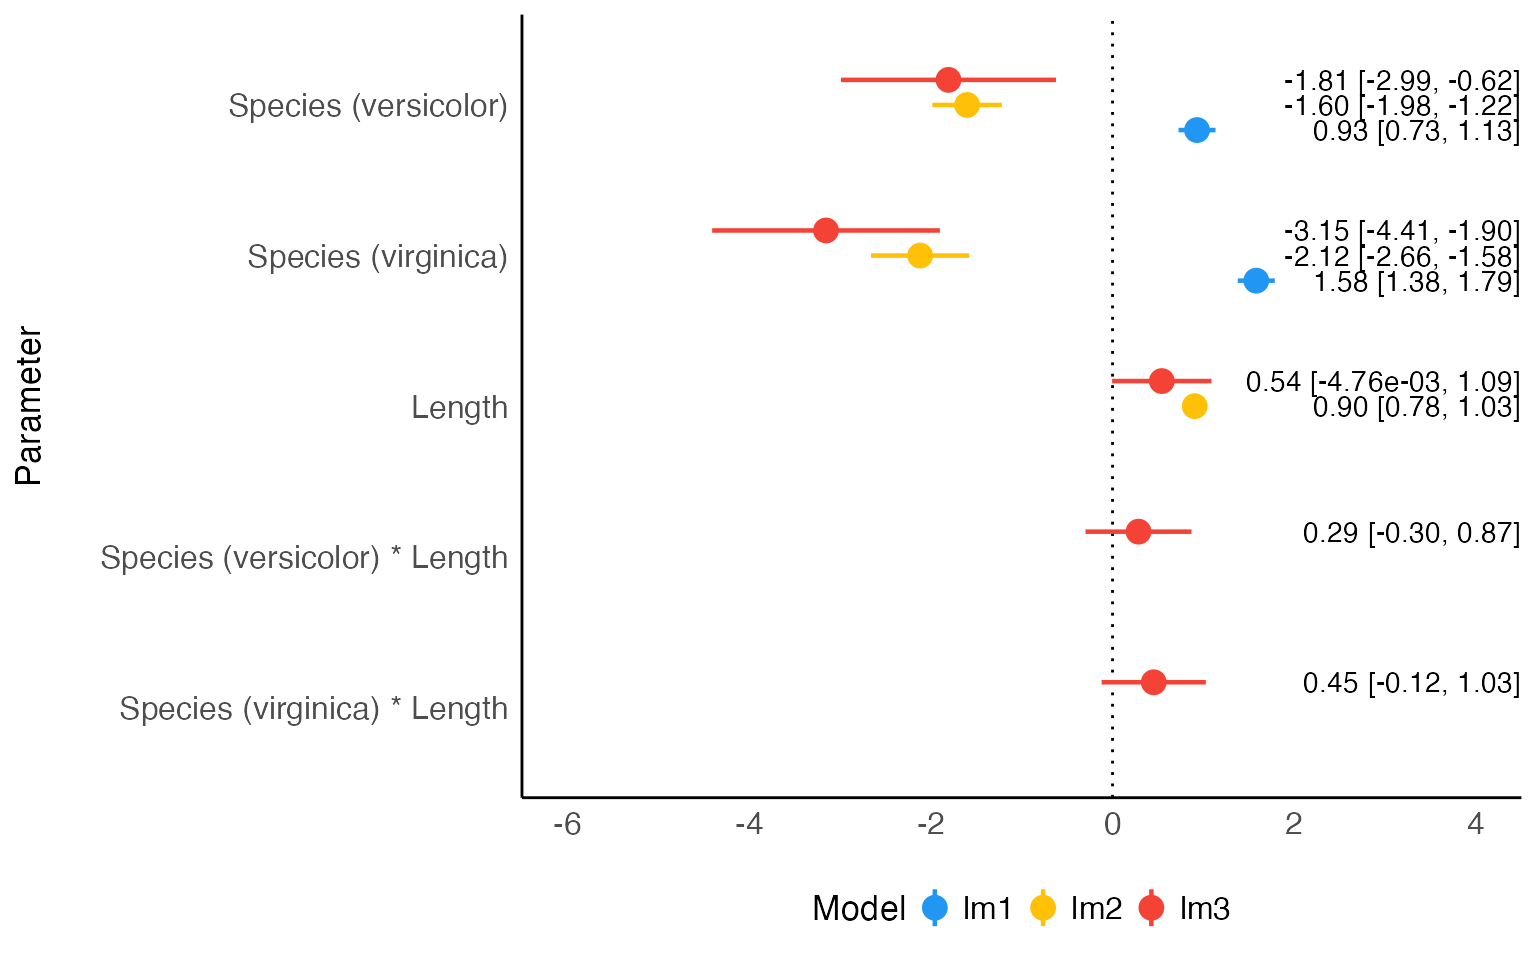 Parameter
Species (versicolor)
-1.81 [-2.99, -0.62]
-1.60 [-1.98, -1.22]
0.93 [0.73, 1.13]
Species (virginica)
-3.15 [-4.41, -1.90]
-2.12 [-2.66, -1.58]
1.58 [1.38, 1.79]
Length
0.54 [-4.76e-03, 1.09]
0.90 [0.78, 1.03]
Species (versicolor) * Length
0.29 [-0.30, 0.87]
Species (virginica) * Length
0.45 [-0.12, 1.03]
-6 -4 -2 0 2 4
Model lm1 lm2 lm3